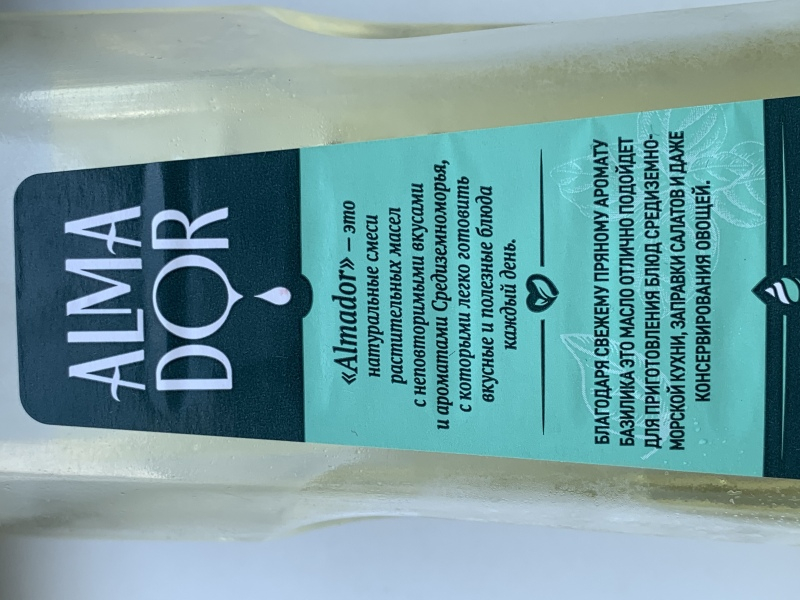 ALMA
DOR
«Almador» – это
натуральные смеси
растительных масел
с неповторимыми вкусами
и ароматами Средиземноморья,
с которыми легко готовить
вкусные и полезные блюда
каждый день.
БЛАГОДАРЯ СВЕЖЕМУ ПРЯНОМУ АРОМАТУ
БАЗИЛИКА ЭТО МАСЛО ОТЛИЧНО ПОДОЙДЕТ
ДЛЯ ПРИГОТОВЛЕНИЯ БЛЮД СРЕДИЗЕМНО-
МОРСКОЙ КУХНИ, ЗАПРАВКИ САЛАТОВ И ДАЖЕ
КОНСЕРВИРОВАНИЯ ОВОЩЕЙ.